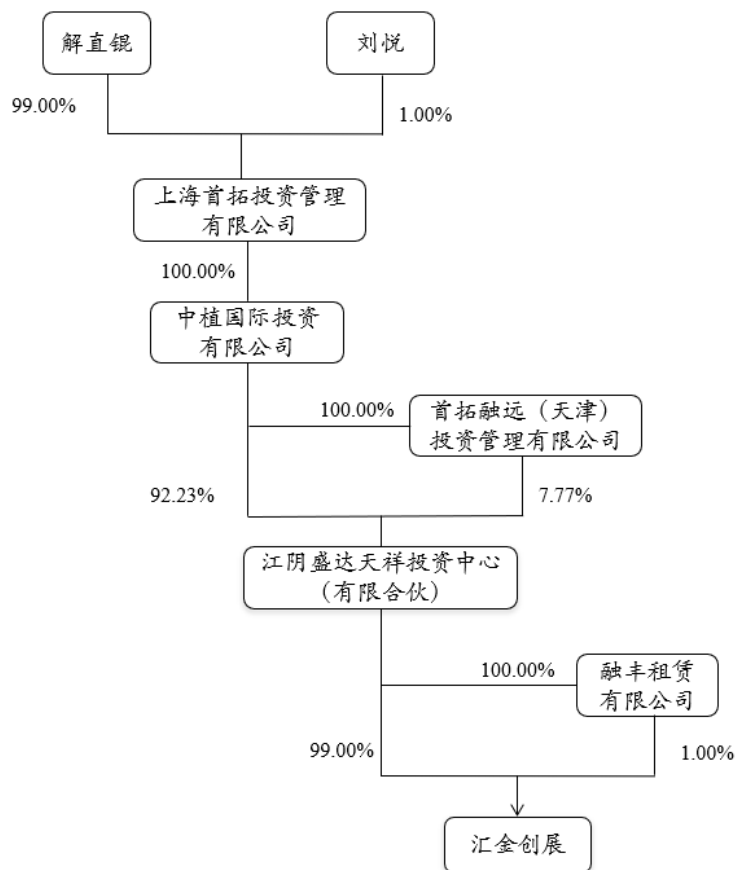 解直锟
刘悦
99.00%
1.00%
上海首拓投资管理
有限公司
100.00%
中植国际投资
有限公司
100.00%
首拓融远（天津）
投资管理有限公司
92.23%
7.77%
江阴盛达天祥投资中心
（有限合伙）
100.00%
融丰租赁
有限公司
99.00%
1.00%
汇金创展